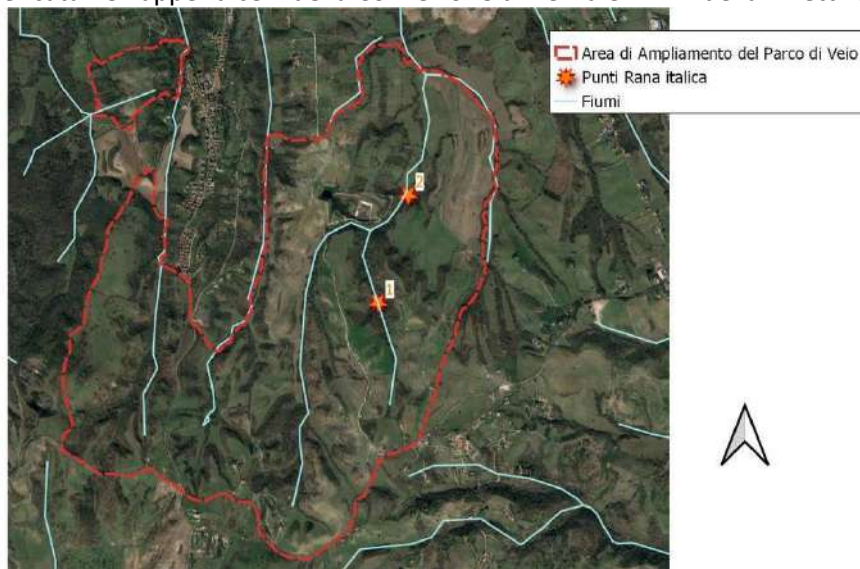 Area di Ampliamento del Parco di Veio
Punti Rana italica
Fiumi
2
1